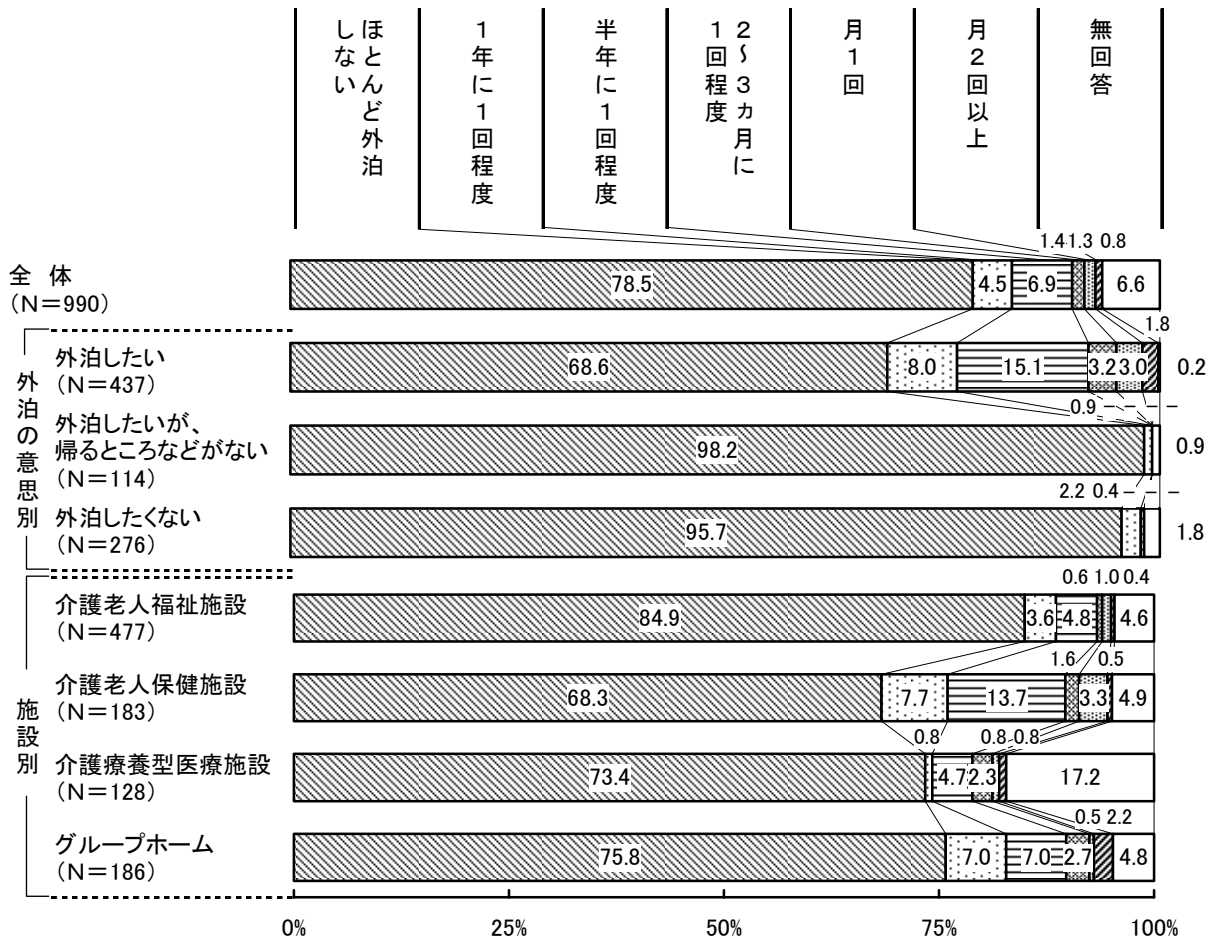 ほとんど外泊
しない
1年に1回程度
半年に1回程度
2～3ヵ月に
1回程度
月1回
月2回以上
無回答
1.4 1.3 0.8
全 体
(N=990)
78.5 4.5 6.9 6.6
1.8
外泊の意思別
外泊したい
(N=437)
68.6 8.0 15.1 3.2 3.0 0.2
0.9 - - - -
外泊したいが、
帰るところなどがない
(N=114)
98.2 0.9
2.2 0.4 - - -
外泊したくない
(N=276)
95.7 1.8
0.6 1.0 0.4
施設別
介護老人福祉施設
(N=477)
84.9 3.6 4.8 4.6
1.6 0.5
介護老人保健施設
(N=183)
68.3 7.7 13.7 3.3 4.9
0.8 0.8 0.8
介護療養型医療施設
(N=128)
73.4 4.7 2.3 17.2
0.5 2.2
グループホーム
(N=186)
75.8 7.0 7.0 2.7 4.8
0% 25% 50% 75% 100%